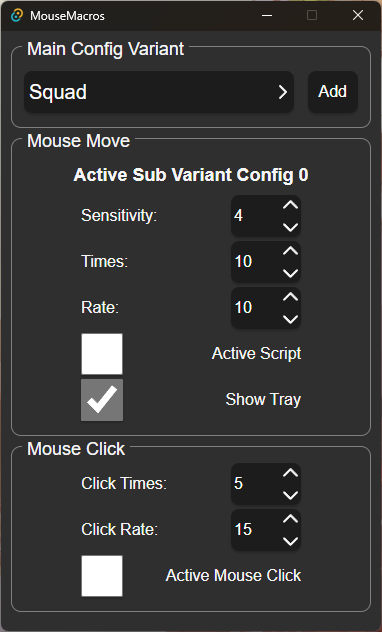 MouseMacros
Main Config Variant
Squad
Add
Mouse Move
Active Sub Variant Config 0
Sensitivity: 4
Times: 10
Rate: 10
Active Script
Show Tray
Mouse Click
Click Times: 5
Click Rate: 15
Active Mouse Click